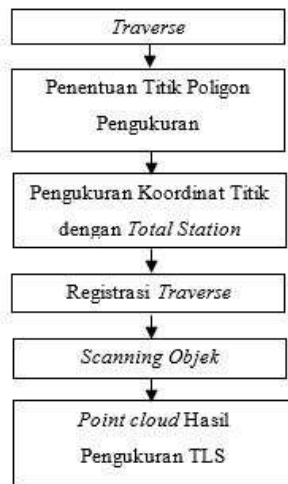 Traverse
Penentuan Titik Poligon
Pengukuran
Pengukuran Koordinat Titik
dengan Total Station
Registrasi Traverse
Scanning Objek
Point cloud Hasil
Pengukuran TLS